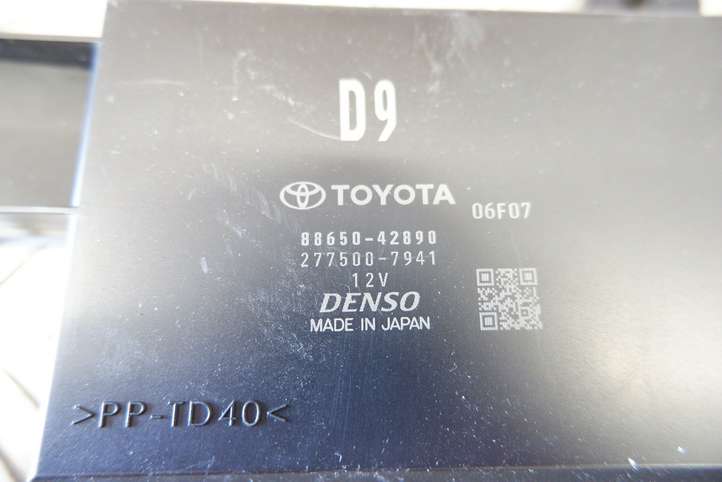 D9
TOYOTA
06F07
88650-42890
277500-7941
12V
DENSO
MADE IN JAPAN
>PP-TD40<